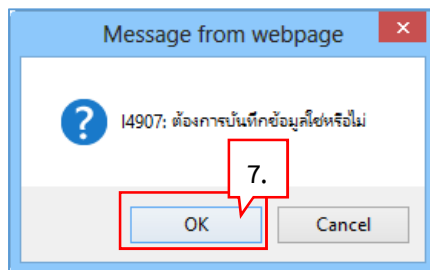 Message from webpage
I4907: ต้องการบันทึกข้อมูลใช่หรือไม่
7.
OK
Cancel